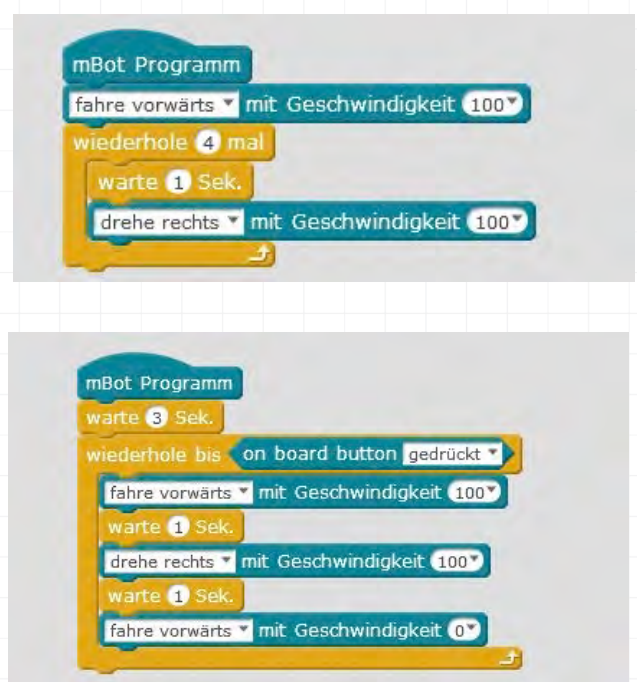 mBot Programm
fahre vorwärts mit Geschwindigkeit 100
wiederhole 4 mal
warte 1 Sek.
drehe rechts mit Geschwindigkeit 100
mBot Programm
warte 3 Sek.
wiederhole bis on board button gedrückt
fahre vorwärts mit Geschwindigkeit 100
warte 1 Sek.
drehe rechts mit Geschwindigkeit 100
warte 1 Sek.
fahre vorwärts mit Geschwindigkeit 0